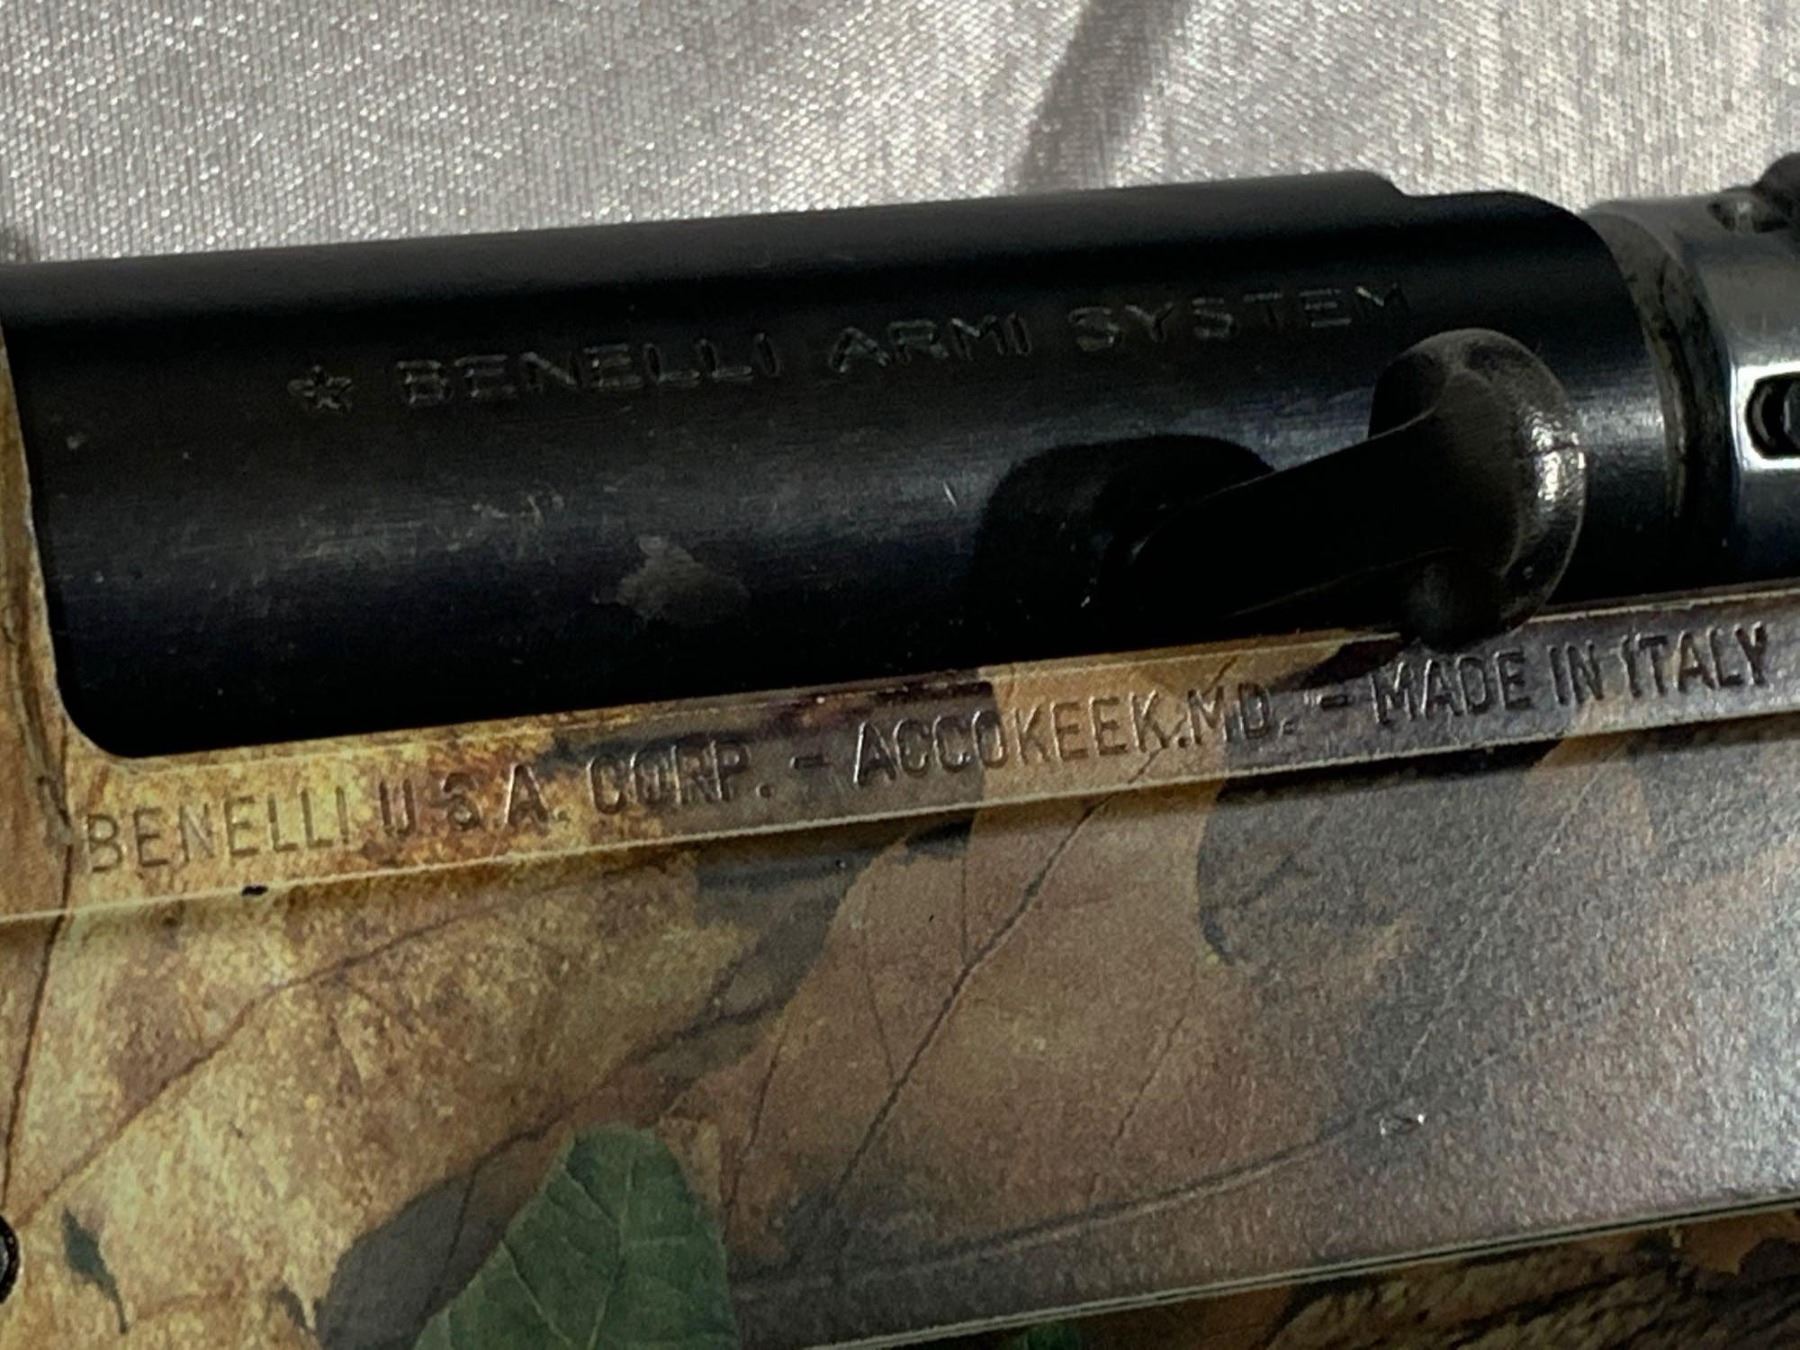 ☆ BENELLI ARMI SYSTEM
BENELLI U.S.A. CORP. - ACCOKEEK.MD. - MADE IN ITALY